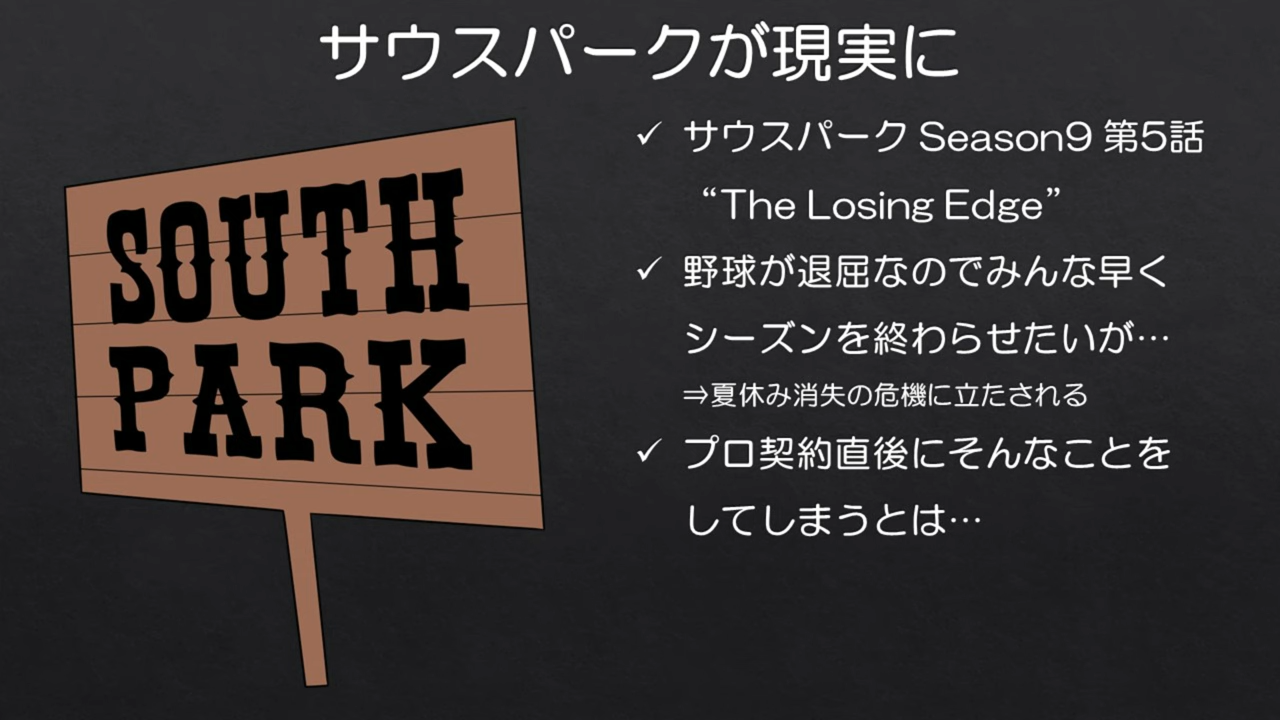 サウスパークが現実に
SOUTH
PARK
✓ サウスパーク Season9 第5話
“The Losing Edge”
✓ 野球が退屈なのでみんな早く
シーズンを終わらせたいが…
⇒夏休み消失の危機に立たされる
✓ プロ契約直後にそんなことを
してしまうとは…